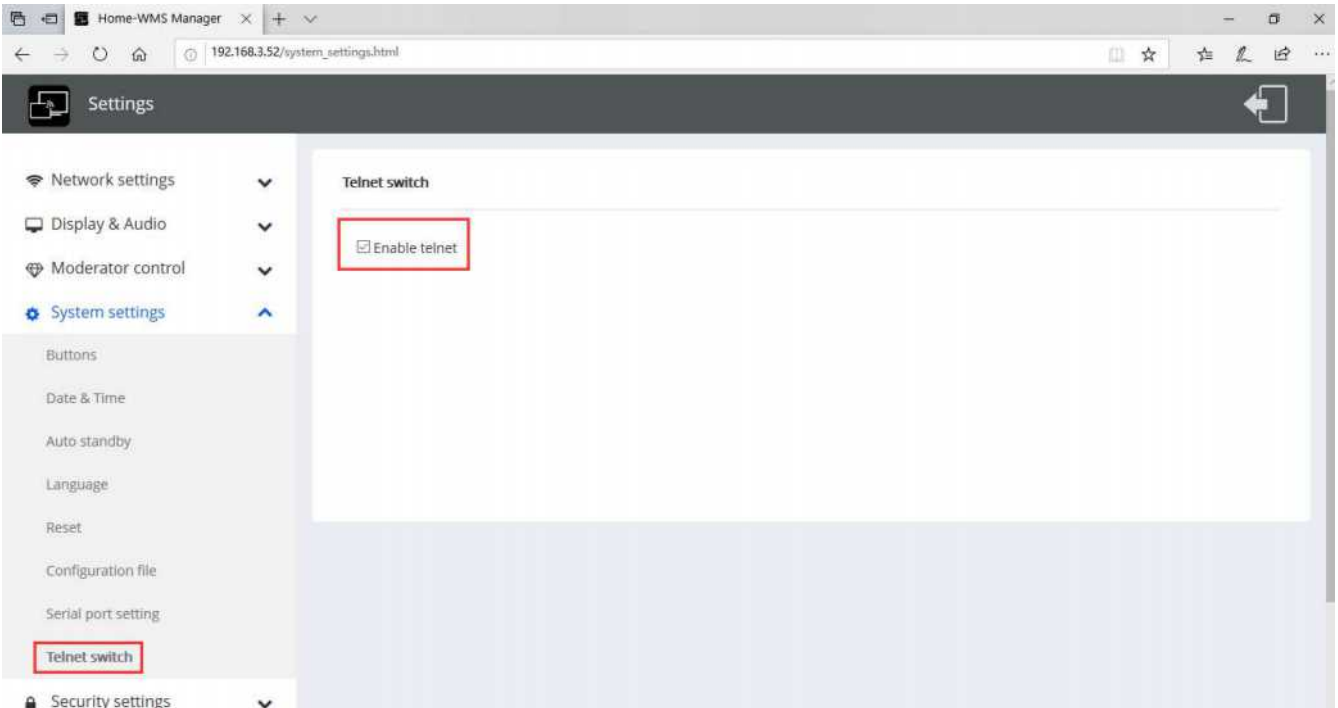 Home-WMS Manager
192.168.3.52/system_settings.html
Settings
Network settings
Display & Audio
Moderator control
System settings
Buttons
Date & Time
Auto standby
Language
Reset
Configuration file
Serial port setting
Telnet switch
Security settings
Telnet switch
Enable telnet